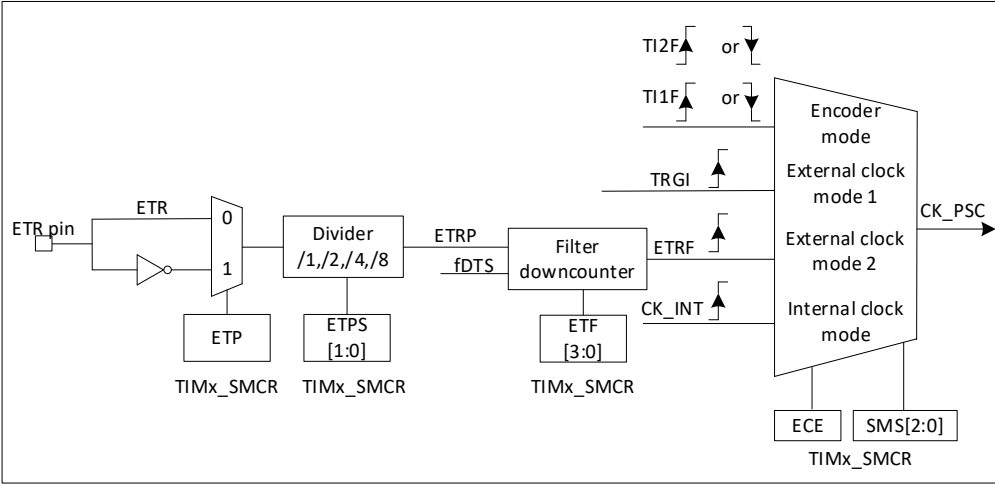 TI2F or
TI1F or
Encoder
mode
TRGI
External clock
mode 1
CK_PSC
ETR pin
ETR
0
1
Divider
/1,/2,/4,/8
ETRP
fDTS
Filter
downcounter
ETRF
External clock
mode 2
CK_INT
Internal clock
mode
ETP
ETPS
[1:0]
ETF
[3:0]
TIMx_SMCR
TIMx_SMCR
TIMx_SMCR
ECE
SMS[2:0]
TIMx_SMCR